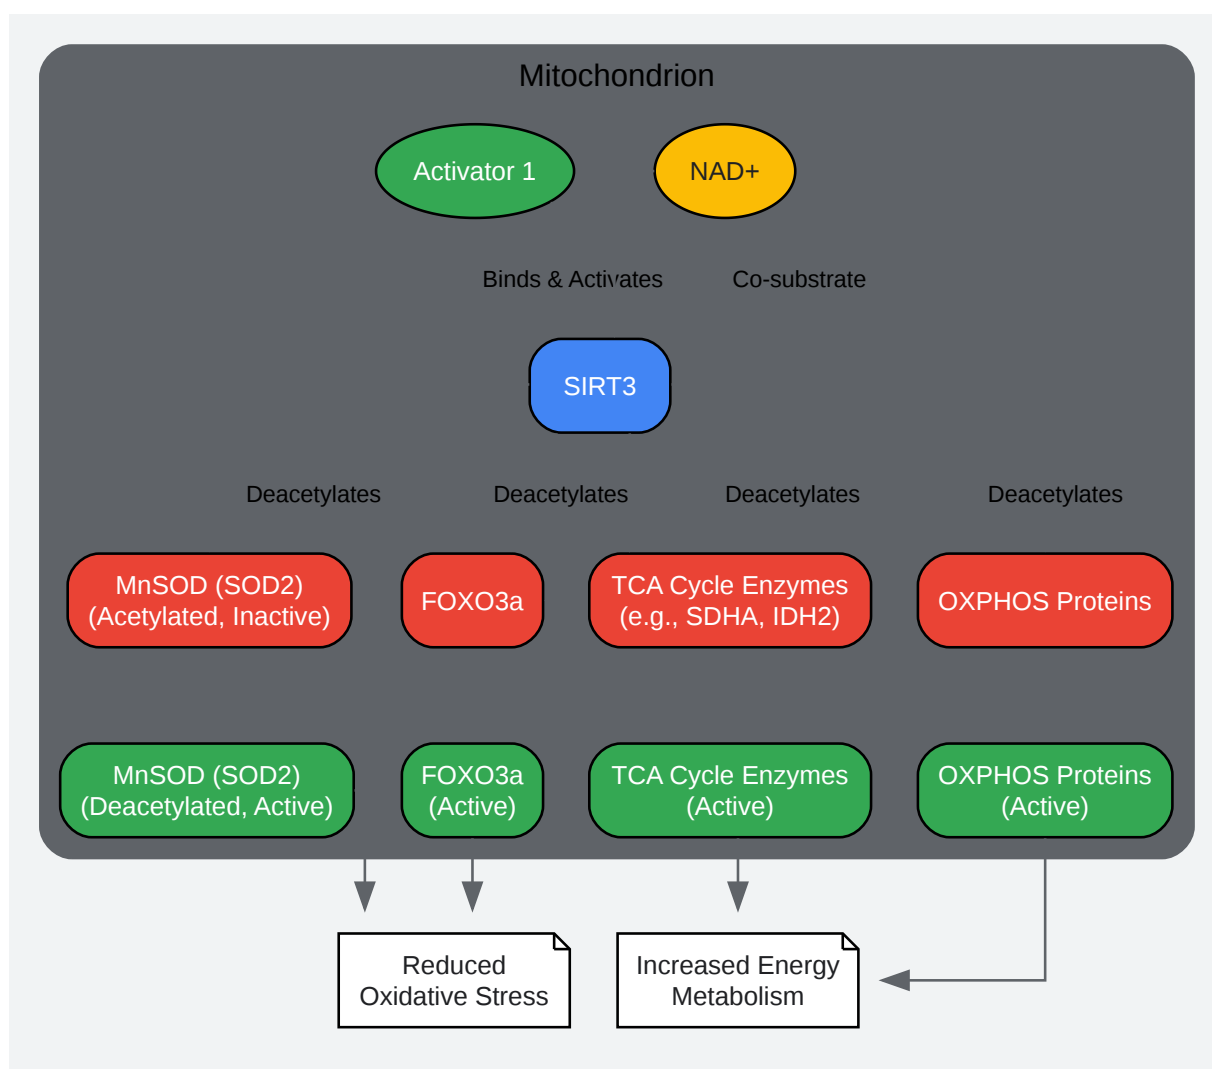 Mitochondrion
Activator 1
NAD+
Binds & Activates
Co-substrate
SIRT3
Deacetylates
Deacetylates
Deacetylates
Deacetylates
MnSOD (SOD2)
(Acetylated, Inactive)
FOXO3a
TCA Cycle Enzymes
(e.g., SDHA, IDH2)
OXPHOS Proteins
MnSOD (SOD2)
(Deacetylated, Active)
FOXO3a
(Active)
TCA Cycle Enzymes
(Active)
OXPHOS Proteins
(Active)
Reduced
Oxidative Stress
Increased Energy
Metabolism